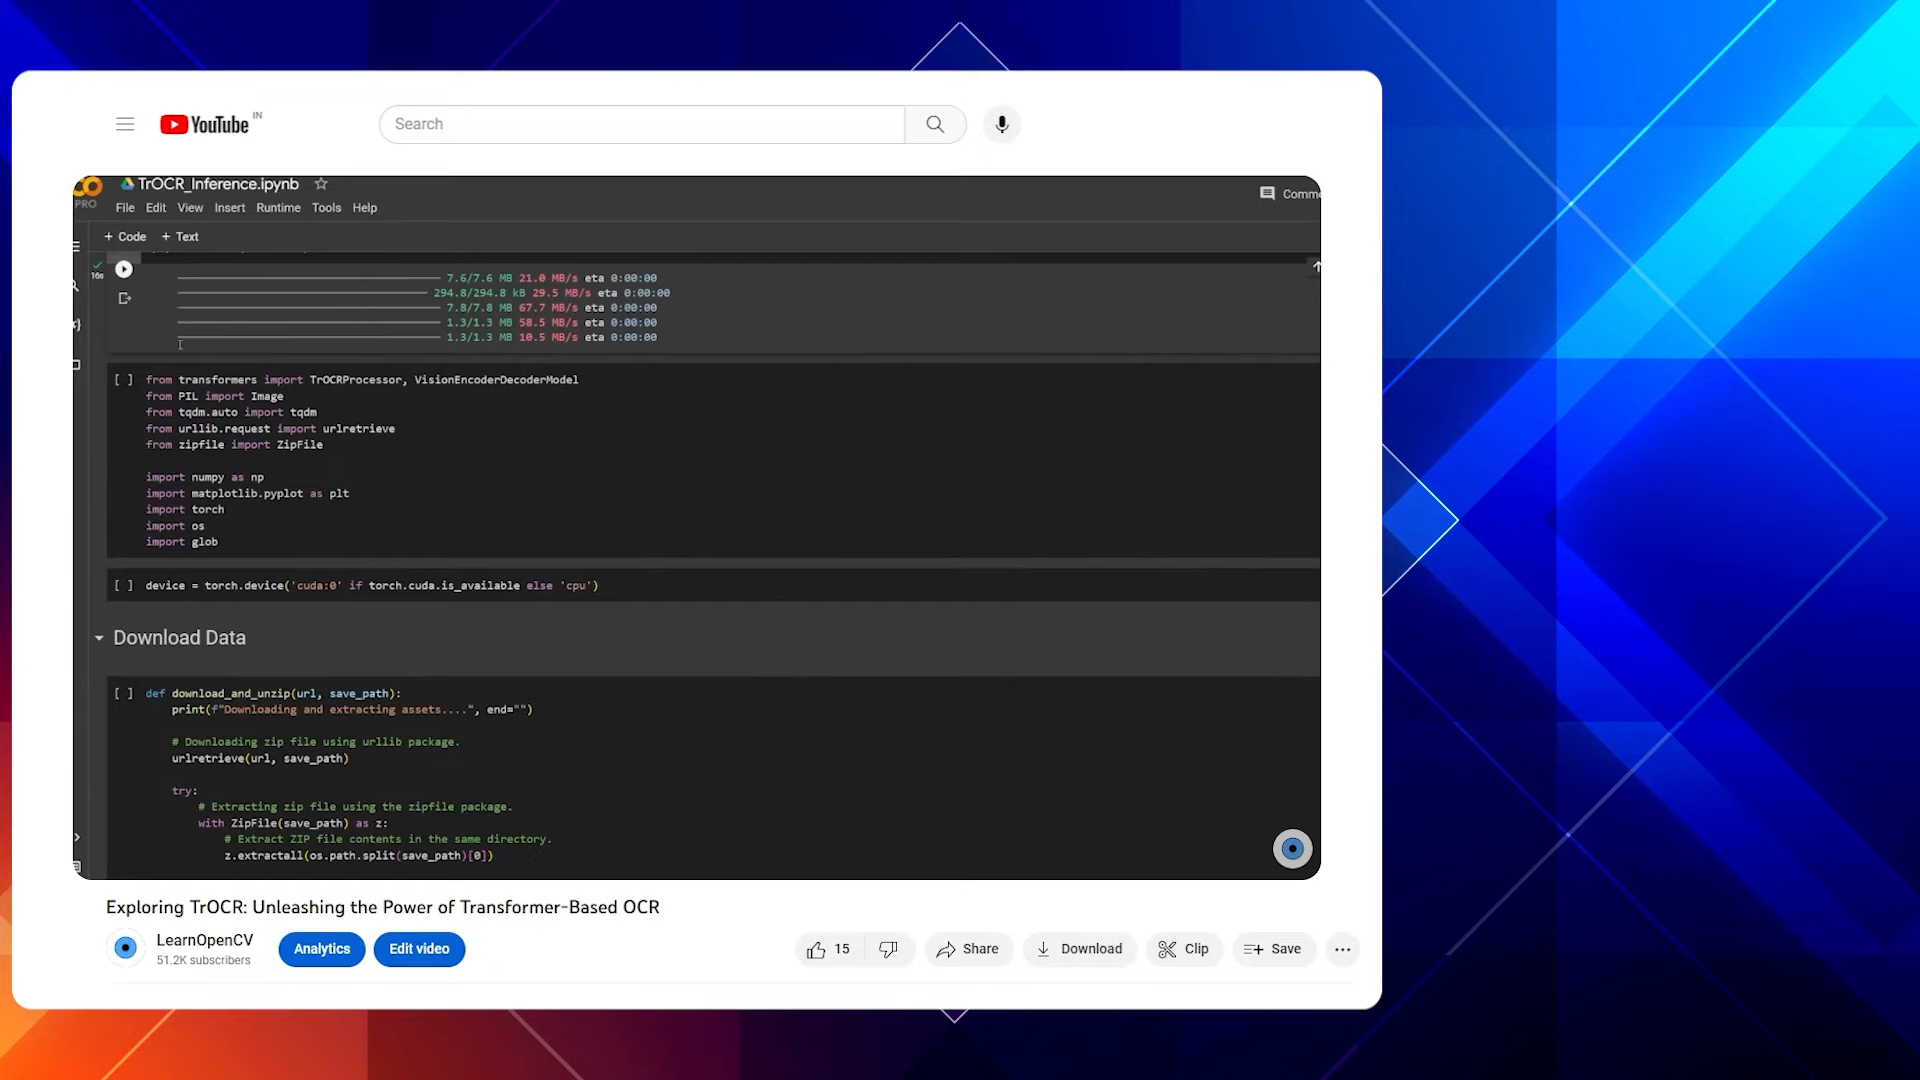 YouTube IN
Search
CO
PRO
TrOCR_Inference.ipynb
File Edit View Insert Runtime Tools Help
Comme
+ Code + Text
16s
7.6/7.6 MB 21.0 MB/s eta 0:00:00
294.8/294.8 kB 29.5 MB/s eta 0:00:00
7.8/7.8 MB 67.7 MB/s eta 0:00:00
1.3/1.3 MB 58.5 MB/s eta 0:00:00
1.3/1.3 MB 10.5 MB/s eta 0:00:00
[ ] from transformers import TrOCRProcessor, VisionEncoderDecoderModel
from PIL import Image
from tqdm.auto import tqdm
from urllib.request import urlretrieve
from zipfile import ZipFile
import numpy as np
import matplotlib.pyplot as plt
import torch
import os
import glob
[ ] device = torch.device('cuda:0' if torch.cuda.is_available else 'cpu')
Download Data
[ ] def download_and_unzip(url, save_path):
print(f"Downloading and extracting assets....", end="")
# Downloading zip file using urllib package.
urlretrieve(url, save_path)
try:
# Extracting zip file using the zipfile package.
with ZipFile(save_path) as z:
# Extract ZIP file contents in the same directory.
z.extractall(os.path.split(save_path)[0])
Exploring TrOCR: Unleashing the Power of Transformer-Based OCR
LearnOpenCV
51.2K subscribers
Analytics
Edit video
15
Share
Download
Clip
Save